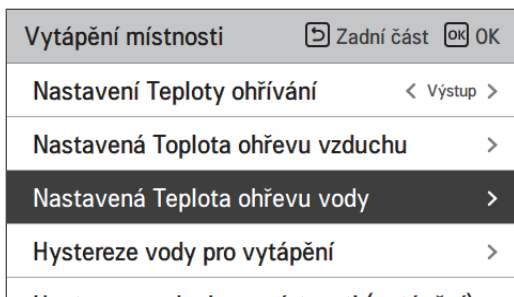 Vytápění místnosti Zadní část OK OK
Nastavení Teploty ohřívání < Výstup >
Nastavená Toplota ohřevu vzduchu >
Nastavená Teplota ohřevu vody >
Hystereze vody pro vytápění >